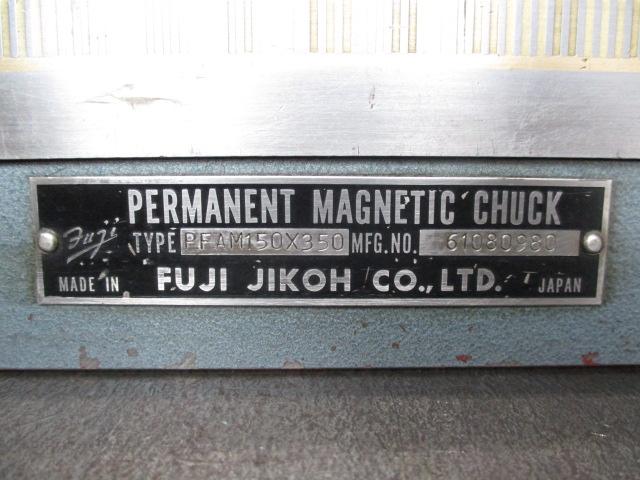 PERMANENT MAGNETIC CHUCK
Fuji TYPE PFAM150X350 MFG.NO. 61080980
MADE IN FUJI JIKOH CO.,LTD. JAPAN